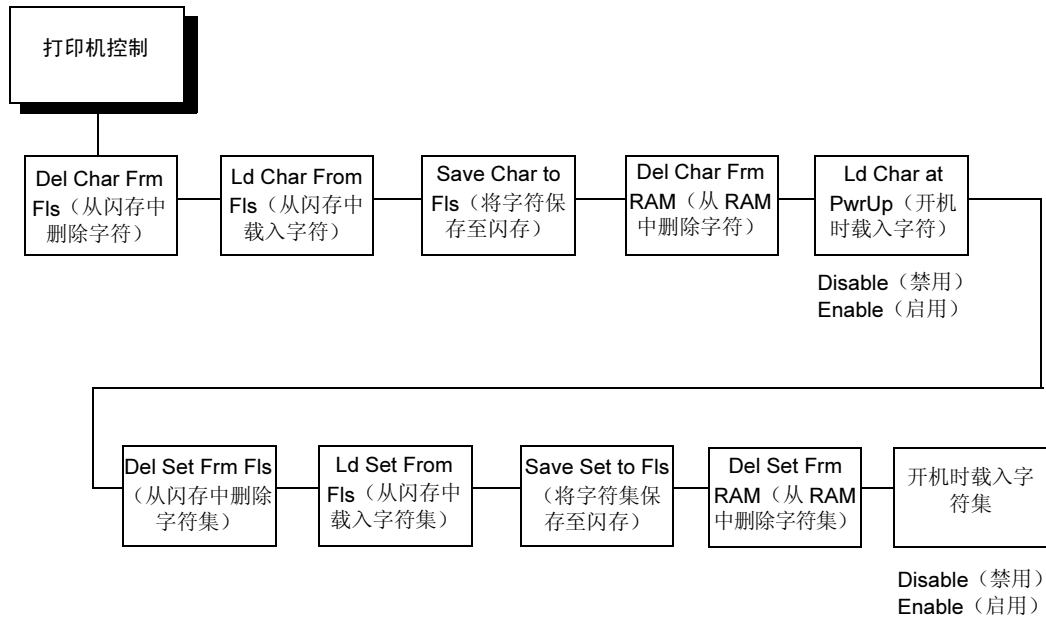 打印机控制
Del Char Frm
Fls（从闪存中
删除字符）
Ld Char From
Fls（从闪存中
载入字符）
Save Char to
Fls（将字符保
存至闪存）
Del Char Frm
RAM（从 RAM
中删除字符）
Ld Char at
PwrUp（开机
时载入字符）
Disable（禁用）
Enable（启用）
Del Set Frm Fls
（从闪存中删除
字符集）
Ld Set From
Fls（从闪存中
载入字符集）
Save Set to Fls
（将字符集保
存至闪存）
Del Set Frm
RAM（从 RAM
中删除字符集）
开机时载入字
符集
Disable（禁用）
Enable（启用）